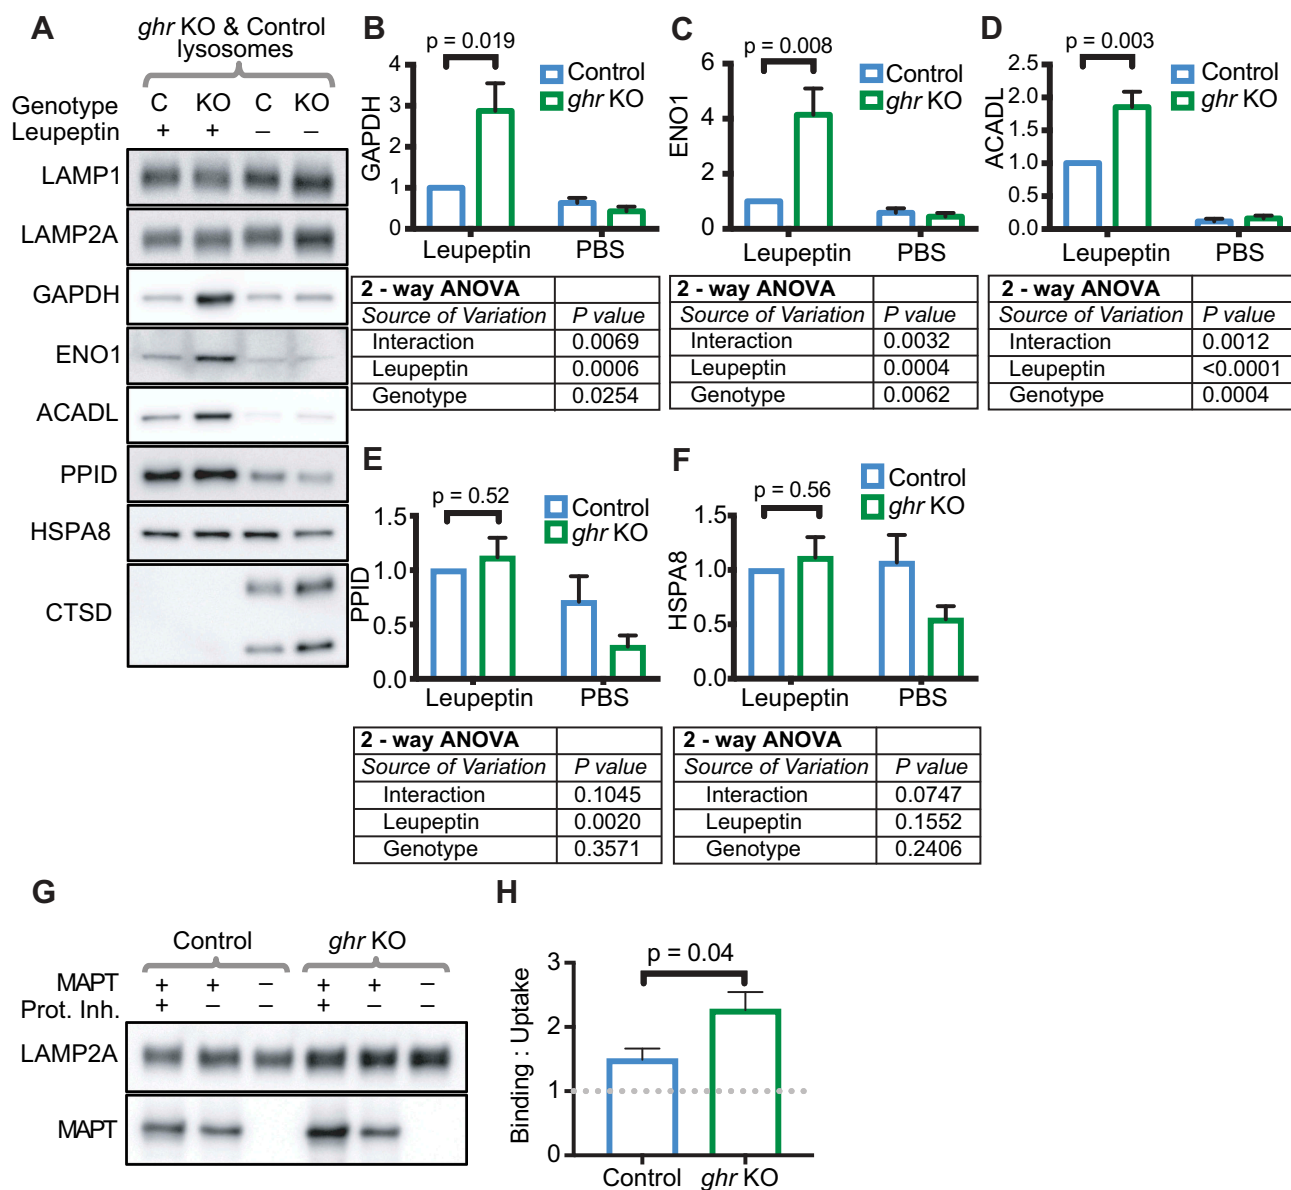 A
ghr KO & Control
lysosomes
Genotype C KO C KO
Leupeptin + + – –
LAMP1
LAMP2A
GAPDH
ENO1
ACADL
PPID
HSPA8
CTSD
B
p = 0.019
Control
ghr KO
GAPDH
4
3
2
1
0
Leupeptin PBS
2 - way ANOVA
Source of Variation P value
Interaction 0.0069
Leupeptin 0.0006
Genotype 0.0254
C
p = 0.008
Control
ghr KO
ENO1
6
4
2
0
Leupeptin PBS
2 - way ANOVA
Source of Variation P value
Interaction 0.0032
Leupeptin 0.0004
Genotype 0.0062
D
p = 0.003
Control
ghr KO
ACADL
2.5
2.0
1.5
1.0
0.5
0.0
Leupeptin PBS
2 - way ANOVA
Source of Variation P value
Interaction 0.0012
Leupeptin <0.0001
Genotype 0.0004
E
p = 0.52
Control
ghr KO
PPID
1.5
1.0
0.5
0.0
Leupeptin PBS
2 - way ANOVA
Source of Variation P value
Interaction 0.1045
Leupeptin 0.0020
Genotype 0.3571
F
p = 0.56
Control
ghr KO
HSPA8
1.5
1.0
0.5
0.0
Leupeptin PBS
2 - way ANOVA
Source of Variation P value
Interaction 0.0747
Leupeptin 0.1552
Genotype 0.2406
G
Control ghr KO
MAPT + + – + + –
Prot. Inh. + – – + – –
LAMP2A
MAPT
H
p = 0.04
Binding : Uptake
3
2
1
0
Control ghr KO